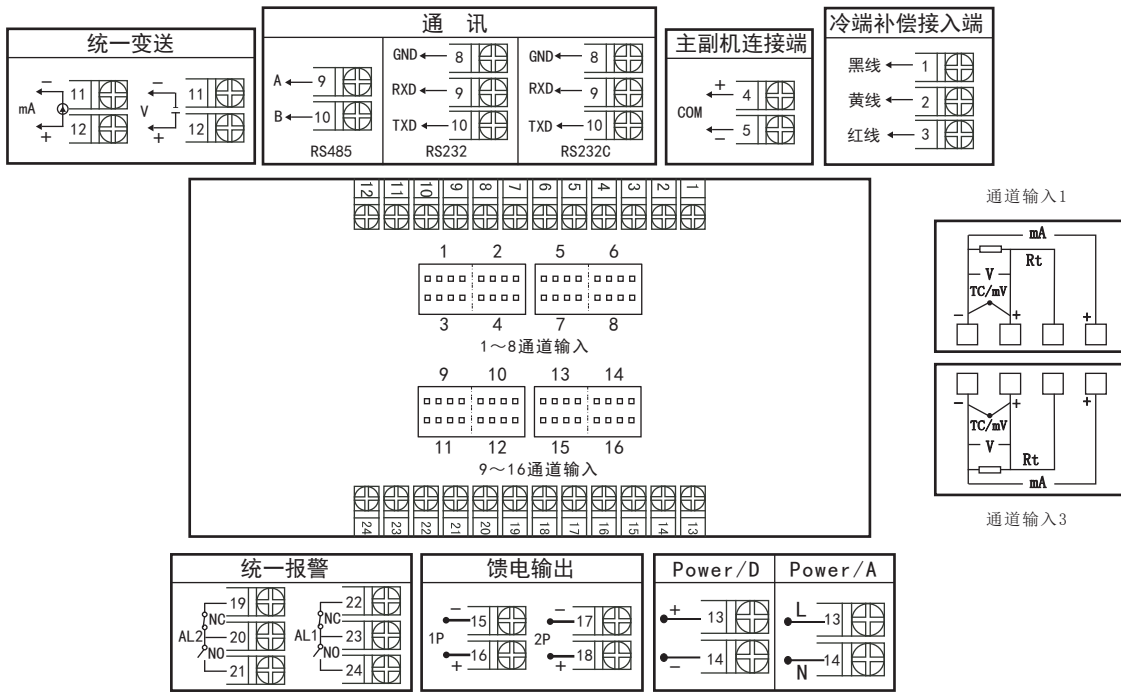 统一变送
− 11
mA
+ 12
− 11
V
+ 12
通 讯
A 9
B 10
RS485
GND 8
RXD 9
TXD 10
RS232
GND 8
RXD 9
TXD 10
RS232C
主副机连接端
+ 4
COM
− 5
冷端补偿接入端
黑线 1
黄线 2
红线 3
12 11 10 9 8 7 6 5 4 3 2 1
1 2 5 6
3 4 7 8
1～8通道输入
9 10 13 14
11 12 15 16
9～16通道输入
24 23 22 21 20 19 18 17 16 15 14 13
通道输入1
mA
Rt
V
TC/mV
− + +
− + +
TC/mV
V
Rt
mA
通道输入3
统一报警
19
NC
AL2 20
NO
21
22
NC
AL1 23
NO
24
馈电输出
− 15
1P
+ 16
− 17
2P
+ 18
Power/D
+ 13
− 14
Power/A
L 13
N 14